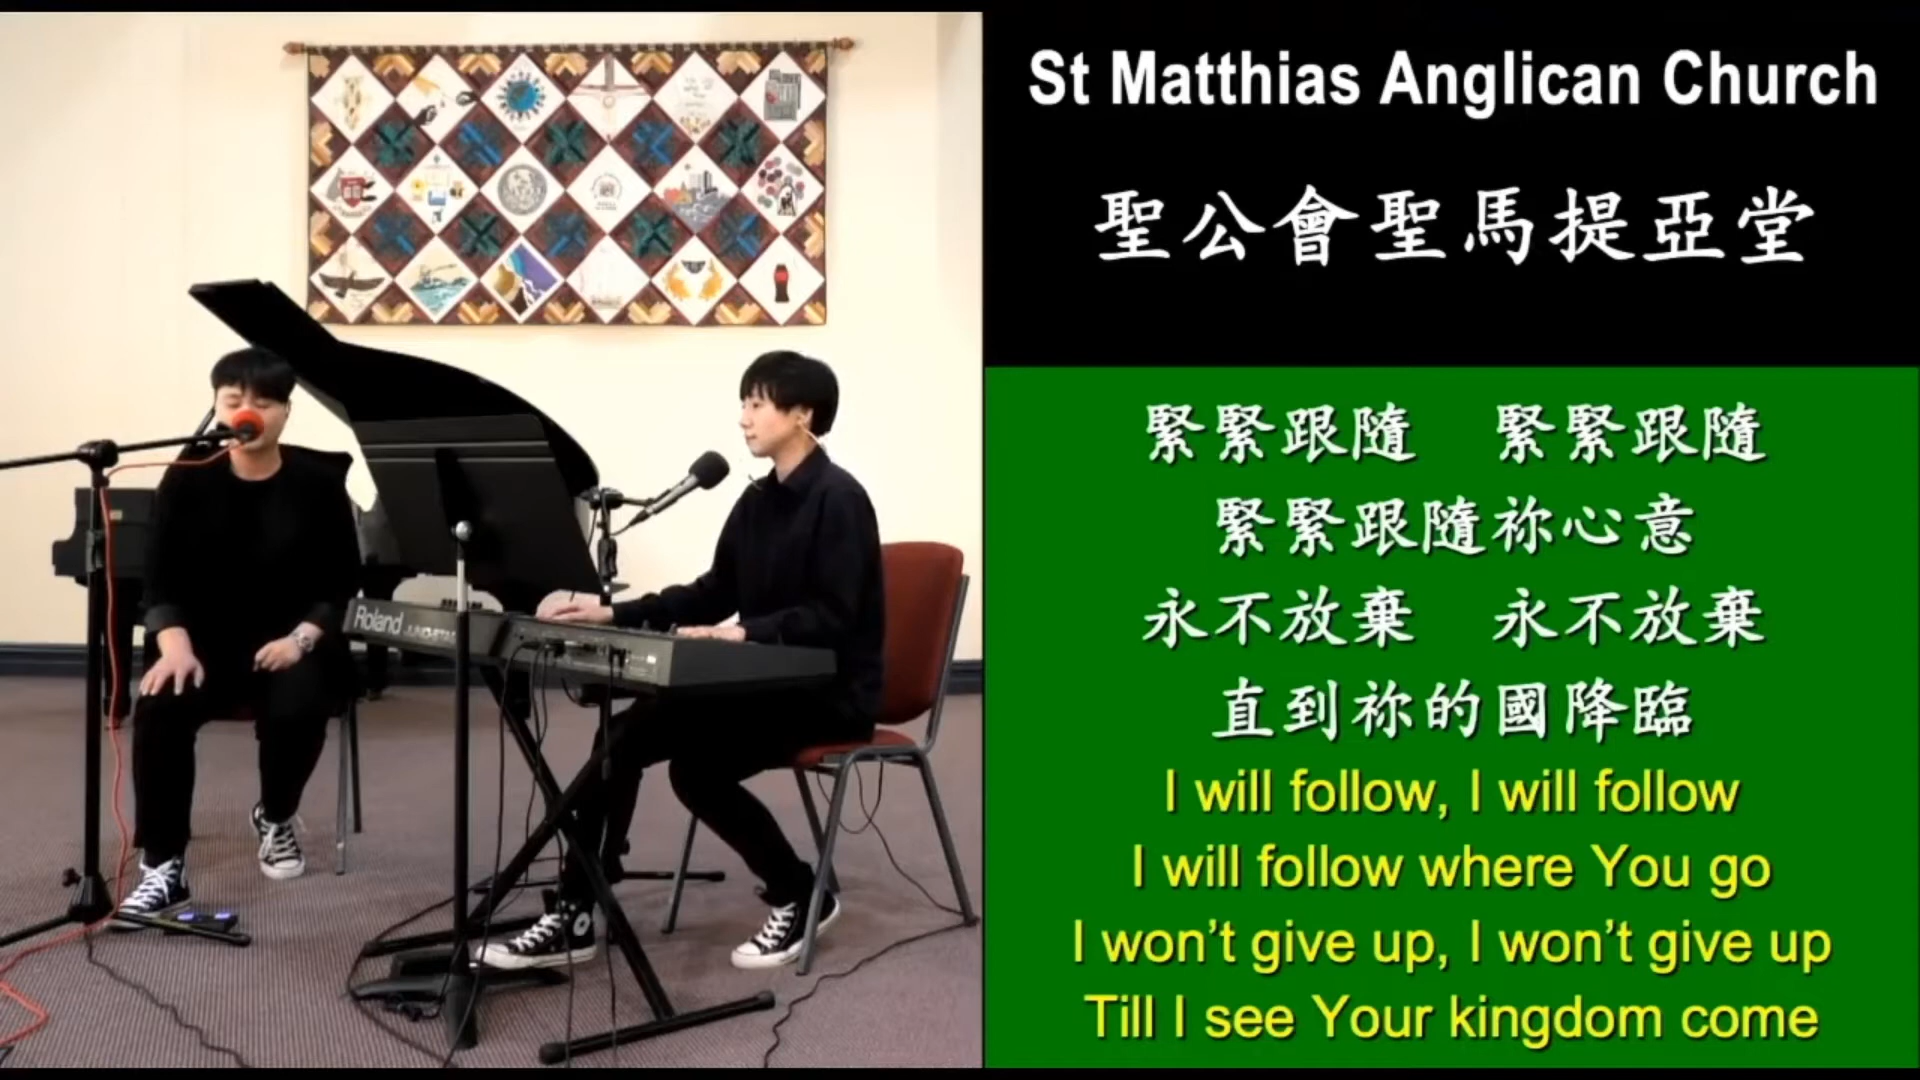 St Matthias Anglican Church
聖公會聖馬提亞堂
緊緊跟隨 緊緊跟隨
緊緊跟隨祢心意
永不放棄 永不放棄
直到祢的國降臨
I will follow, I will follow
I will follow where You go
I won't give up, I won't give up
Till I see Your kingdom come
Roland